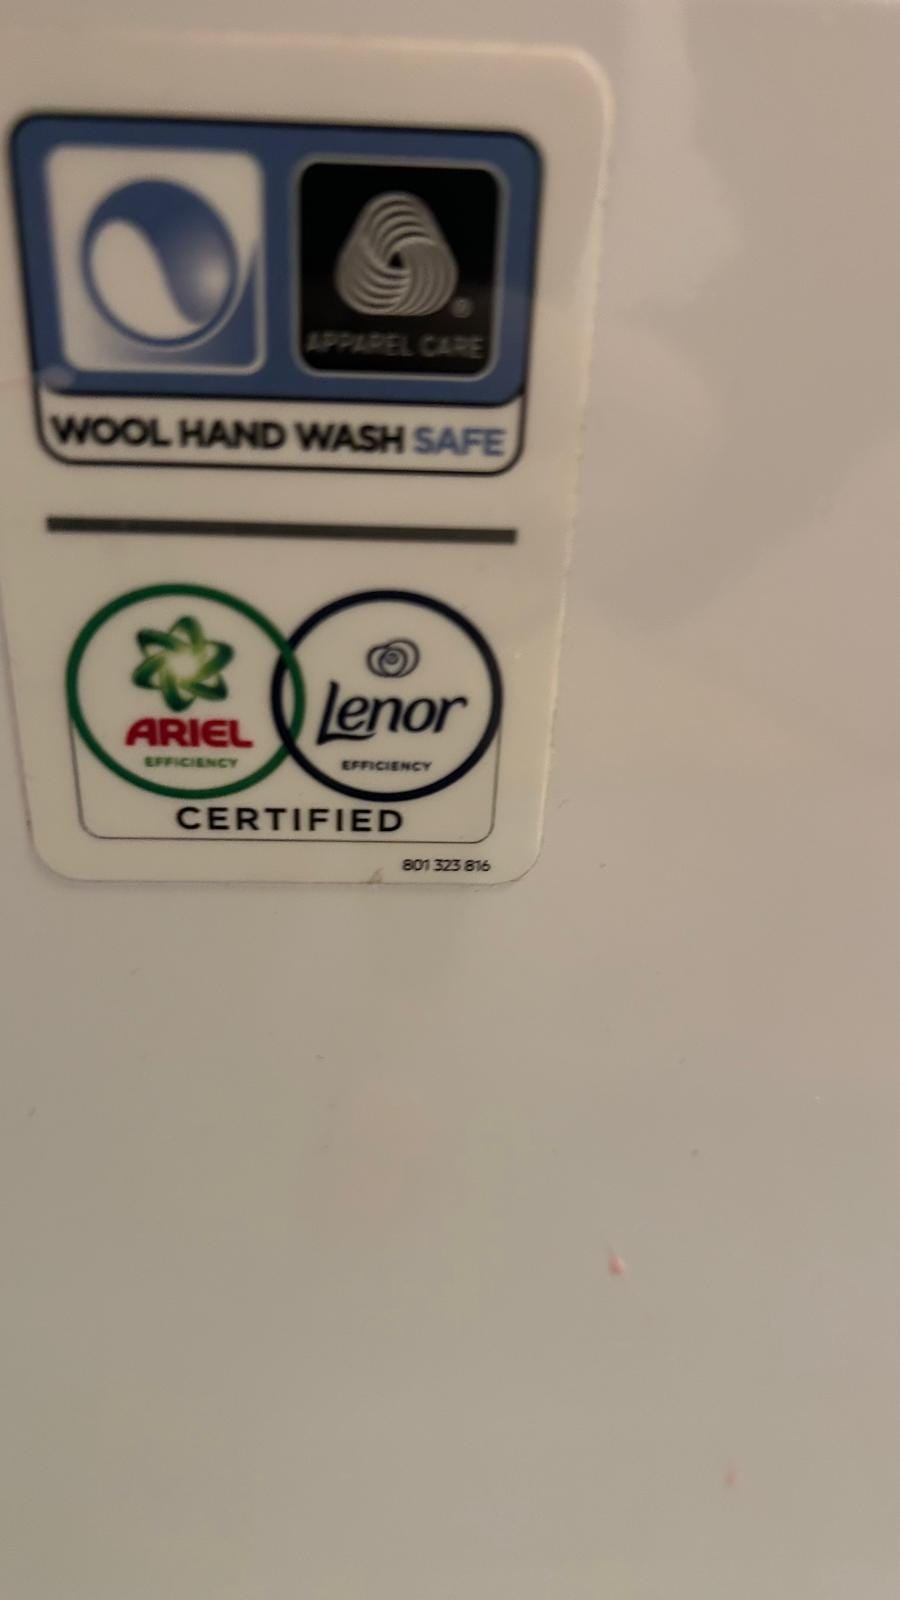 ®
APPAREL CARE
WOOL HAND WASH SAFE
ARIEL
EFFICIENCY
Lenor
EFFICIENCY
CERTIFIED
801 323 816